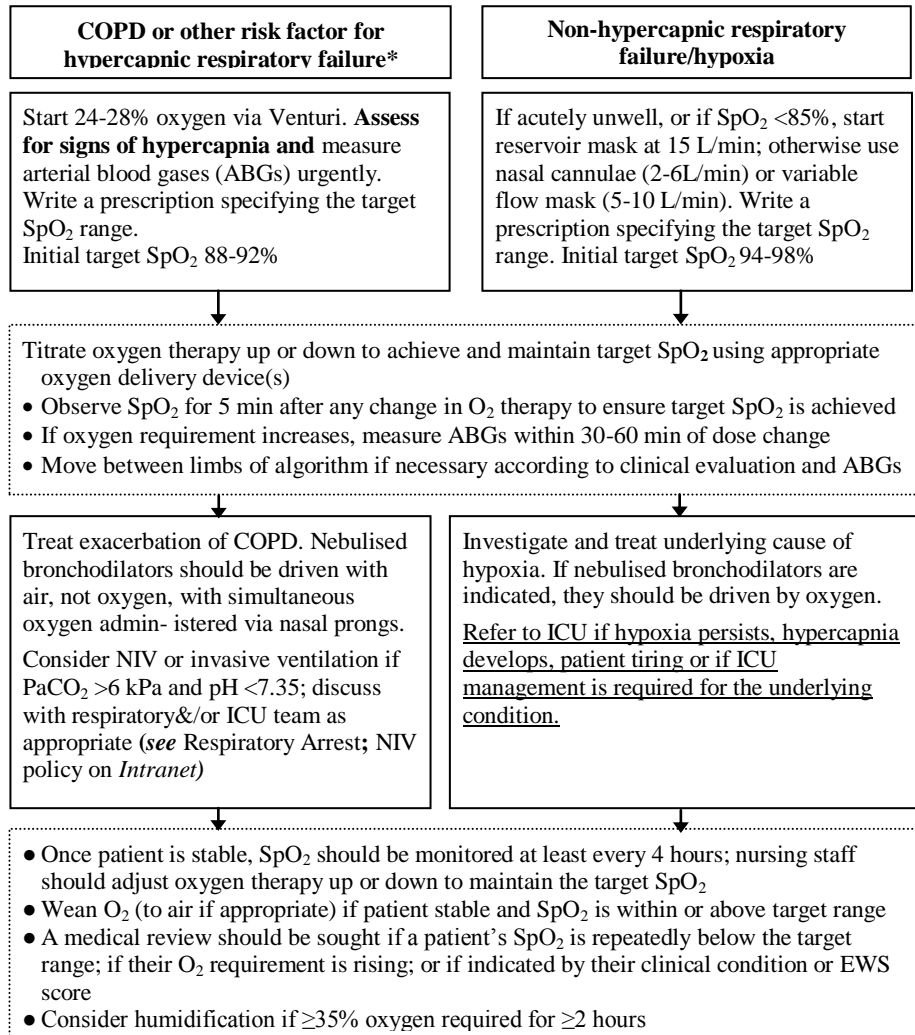 COPD or other risk factor for
hypercapnic respiratory failure*
Non-hypercapnic respiratory
failure/hypoxia
Start 24-28% oxygen via Venturi. Assess
for signs of hypercapnia and measure
arterial blood gases (ABGs) urgently.
Write a prescription specifying the target
SpO₂ range.
Initial target SpO₂ 88-92%
If acutely unwell, or if SpO₂ <85%, start
reservoir mask at 15 L/min; otherwise use
nasal cannulae (2-6L/min) or variable
flow mask (5-10 L/min). Write a
prescription specifying the target SpO₂
range. Initial target SpO₂ 94-98%
Titrate oxygen therapy up or down to achieve and maintain target SpO₂ using appropriate
oxygen delivery device(s)
• Observe SpO₂ for 5 min after any change in O₂ therapy to ensure target SpO₂ is achieved
• If oxygen requirement increases, measure ABGs within 30-60 min of dose change
• Move between limbs of algorithm if necessary according to clinical evaluation and ABGs
Treat exacerbation of COPD. Nebulised
bronchodilators should be driven with
air, not oxygen, with simultaneous
oxygen admin- istered via nasal prongs.
Consider NIV or invasive ventilation if
PaCO₂ >6 kPa and pH <7.35; discuss
with respiratory&/or ICU team as
appropriate (see Respiratory Arrest; NIV
policy on Intranet)
Investigate and treat underlying cause of
hypoxia. If nebulised bronchodilators are
indicated, they should be driven by oxygen.
Refer to ICU if hypoxia persists, hypercapnia
develops, patient tiring or if ICU
management is required for the underlying
condition.
● Once patient is stable, SpO₂ should be monitored at least every 4 hours; nursing staff
should adjust oxygen therapy up or down to maintain the target SpO₂
● Wean O₂ (to air if appropriate) if patient stable and SpO₂ is within or above target range
● A medical review should be sought if a patient's SpO₂ is repeatedly below the target
range; if their O₂ requirement is rising; or if indicated by their clinical condition or EWS
score
● Consider humidification if ≥35% oxygen required for ≥2 hours